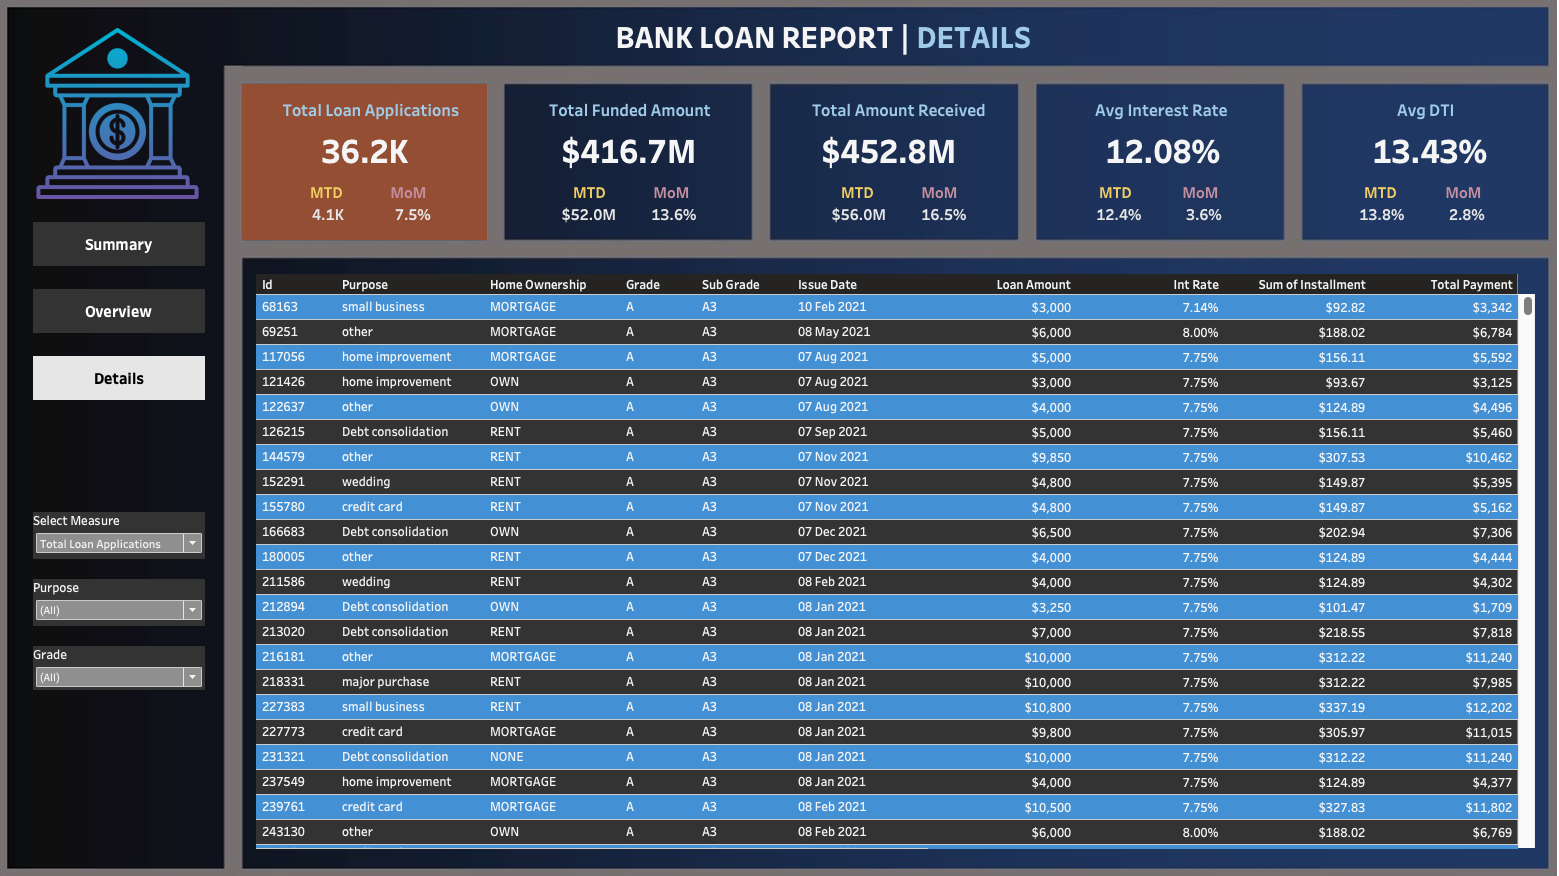 BANK LOAN REPORT | DETAILS
$
Summary
Overview
Details
Select Measure
Total Loan Applications
Purpose
(All)
Grade
(All)
Total Loan Applications
36.2K
MTD MoM
4.1K 7.5%
Total Funded Amount
$416.7M
MTD MoM
$52.0M 13.6%
Total Amount Received
$452.8M
MTD MoM
$56.0M 16.5%
Avg Interest Rate
12.08%
MTD MoM
12.4% 3.6%
Avg DTI
13.43%
MTD MoM
13.8% 2.8%
Id Purpose Home Ownership Grade Sub Grade Issue Date Loan Amount Int Rate Sum of Installment Total Payment
68163 small business MORTGAGE A A3 10 Feb 2021 $3,000 7.14% $92.82 $3,342
69251 other MORTGAGE A A3 08 May 2021 $6,000 8.00% $188.02 $6,784
117056 home improvement MORTGAGE A A3 07 Aug 2021 $5,000 7.75% $156.11 $5,592
121426 home improvement OWN A A3 07 Aug 2021 $3,000 7.75% $93.67 $3,125
122637 other OWN A A3 07 Aug 2021 $4,000 7.75% $124.89 $4,496
126215 Debt consolidation RENT A A3 07 Sep 2021 $5,000 7.75% $156.11 $5,460
144579 other RENT A A3 07 Nov 2021 $9,850 7.75% $307.53 $10,462
152291 wedding RENT A A3 07 Nov 2021 $4,800 7.75% $149.87 $5,395
155780 credit card RENT A A3 07 Nov 2021 $4,800 7.75% $149.87 $5,162
166683 Debt consolidation OWN A A3 07 Dec 2021 $6,500 7.75% $202.94 $7,306
180005 other RENT A A3 07 Dec 2021 $4,000 7.75% $124.89 $4,444
211586 wedding RENT A A3 08 Feb 2021 $4,000 7.75% $124.89 $4,302
212894 Debt consolidation OWN A A3 08 Jan 2021 $3,250 7.75% $101.47 $1,709
213020 Debt consolidation RENT A A3 08 Jan 2021 $7,000 7.75% $218.55 $7,818
216181 other MORTGAGE A A3 08 Jan 2021 $10,000 7.75% $312.22 $11,240
218331 major purchase RENT A A3 08 Jan 2021 $10,000 7.75% $312.22 $7,985
227383 small business RENT A A3 08 Jan 2021 $10,800 7.75% $337.19 $12,202
227773 credit card MORTGAGE A A3 08 Jan 2021 $9,800 7.75% $305.97 $11,015
231321 Debt consolidation NONE A A3 08 Jan 2021 $10,000 7.75% $312.22 $11,240
237549 home improvement MORTGAGE A A3 08 Jan 2021 $4,000 7.75% $124.89 $4,377
239761 credit card MORTGAGE A A3 08 Feb 2021 $10,500 7.75% $327.83 $11,802
243130 other OWN A A3 08 Feb 2021 $6,000 8.00% $188.02 $6,769